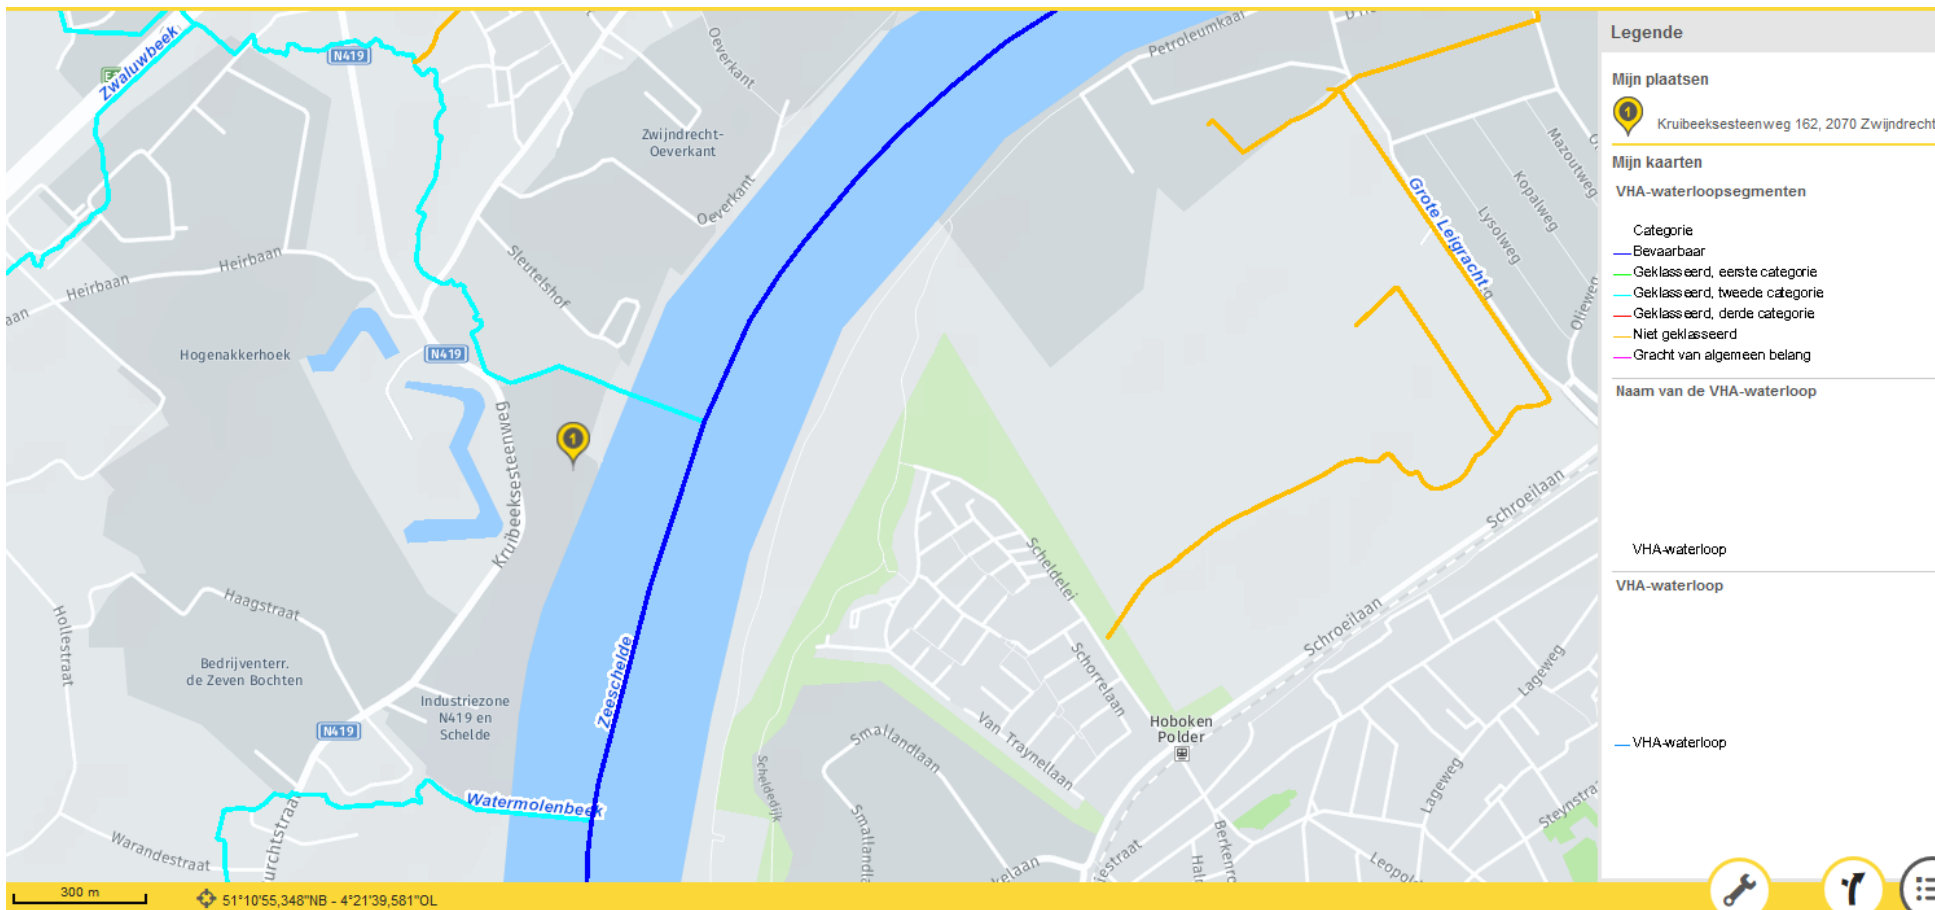 Zwaluwbeek
N419
Oeverkant
Petroleumkaai
Zwijndrecht-
Oeverkant
Oeverkant
Sleutelshof
Heirbaan
Heirbaan
Hogenakkerhoek
N419
Kruibeeksesteenweg
1
Grote Leigracht
Lysolweg
Kopalweg
Mazoutweg
Olieweg
Schroeilaan
Schroeilaan
Scheldelei
Schorrelaan
Van Traynellaan
Hoboken
Polder
Lageweg
Lageweg
Haagstraat
Hollestraat
Bedrijventerr.
de Zeven Bochten
Industriezone
N419 en
Schelde
N419
Zeeschelde
Watermolenbeek
Warandestraat
Smallandlaan
Scheldedijk
Legende
Mijn plaatsen
1
Kruibeeksesteenweg 162, 2070 Zwijndrecht
Mijn kaarten
VHA-waterloopsegmenten
Categorie
Bevaarbaar
Geklasseerd, eerste categorie
Geklasseerd, tweede categorie
Geklasseerd, derde categorie
Niet geklasseerd
Gracht van algemeen belang
Naam van de VHA-waterloop
VHA-waterloop
VHA-waterloop
VHA-waterloop
300 m
51°10'55,348"NB - 4°21'39,581"OL